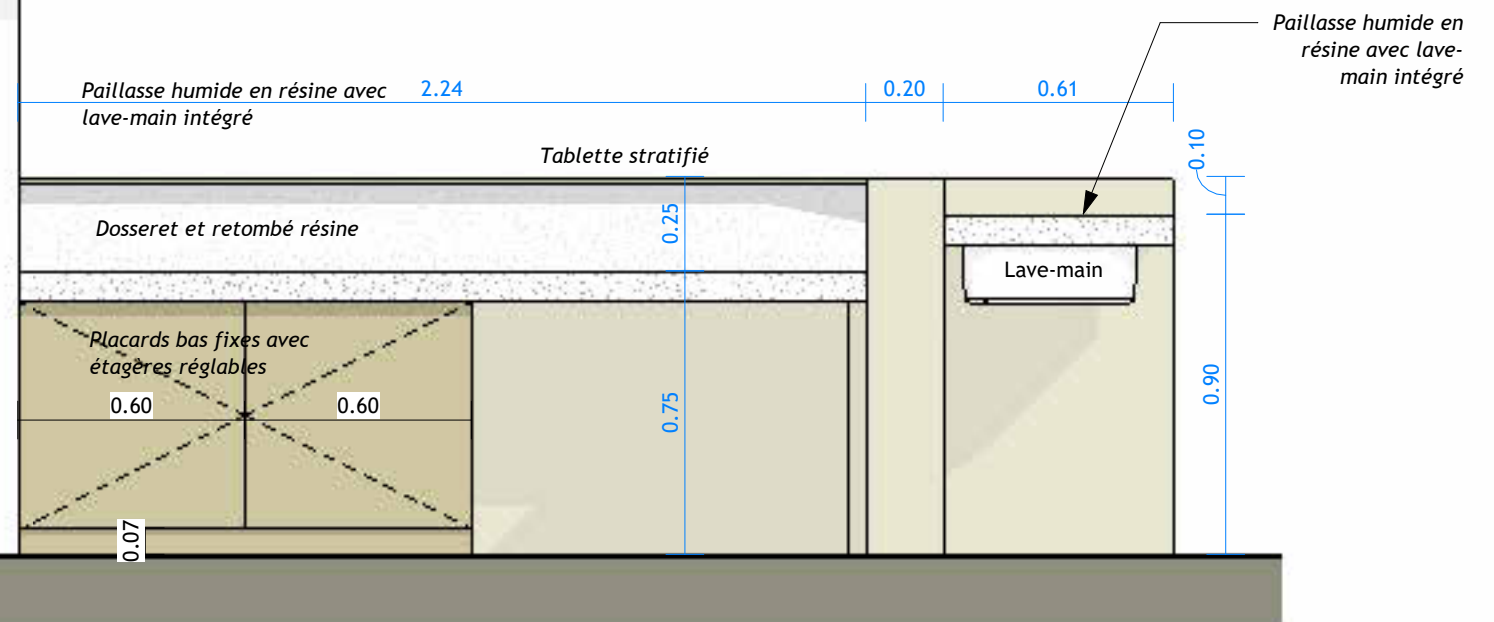 Paillasse humide en
résine avec lave-
main intégré
Paillasse humide en résine avec
lave-main intégré
2.24
0.20
0.61
0.10
Tablette stratifié
Dosseret et retombé résine
0.25
Lave-main
Placards bas fixes avec
étagères réglables
0.60
0.60
0.75
0.90
0.07